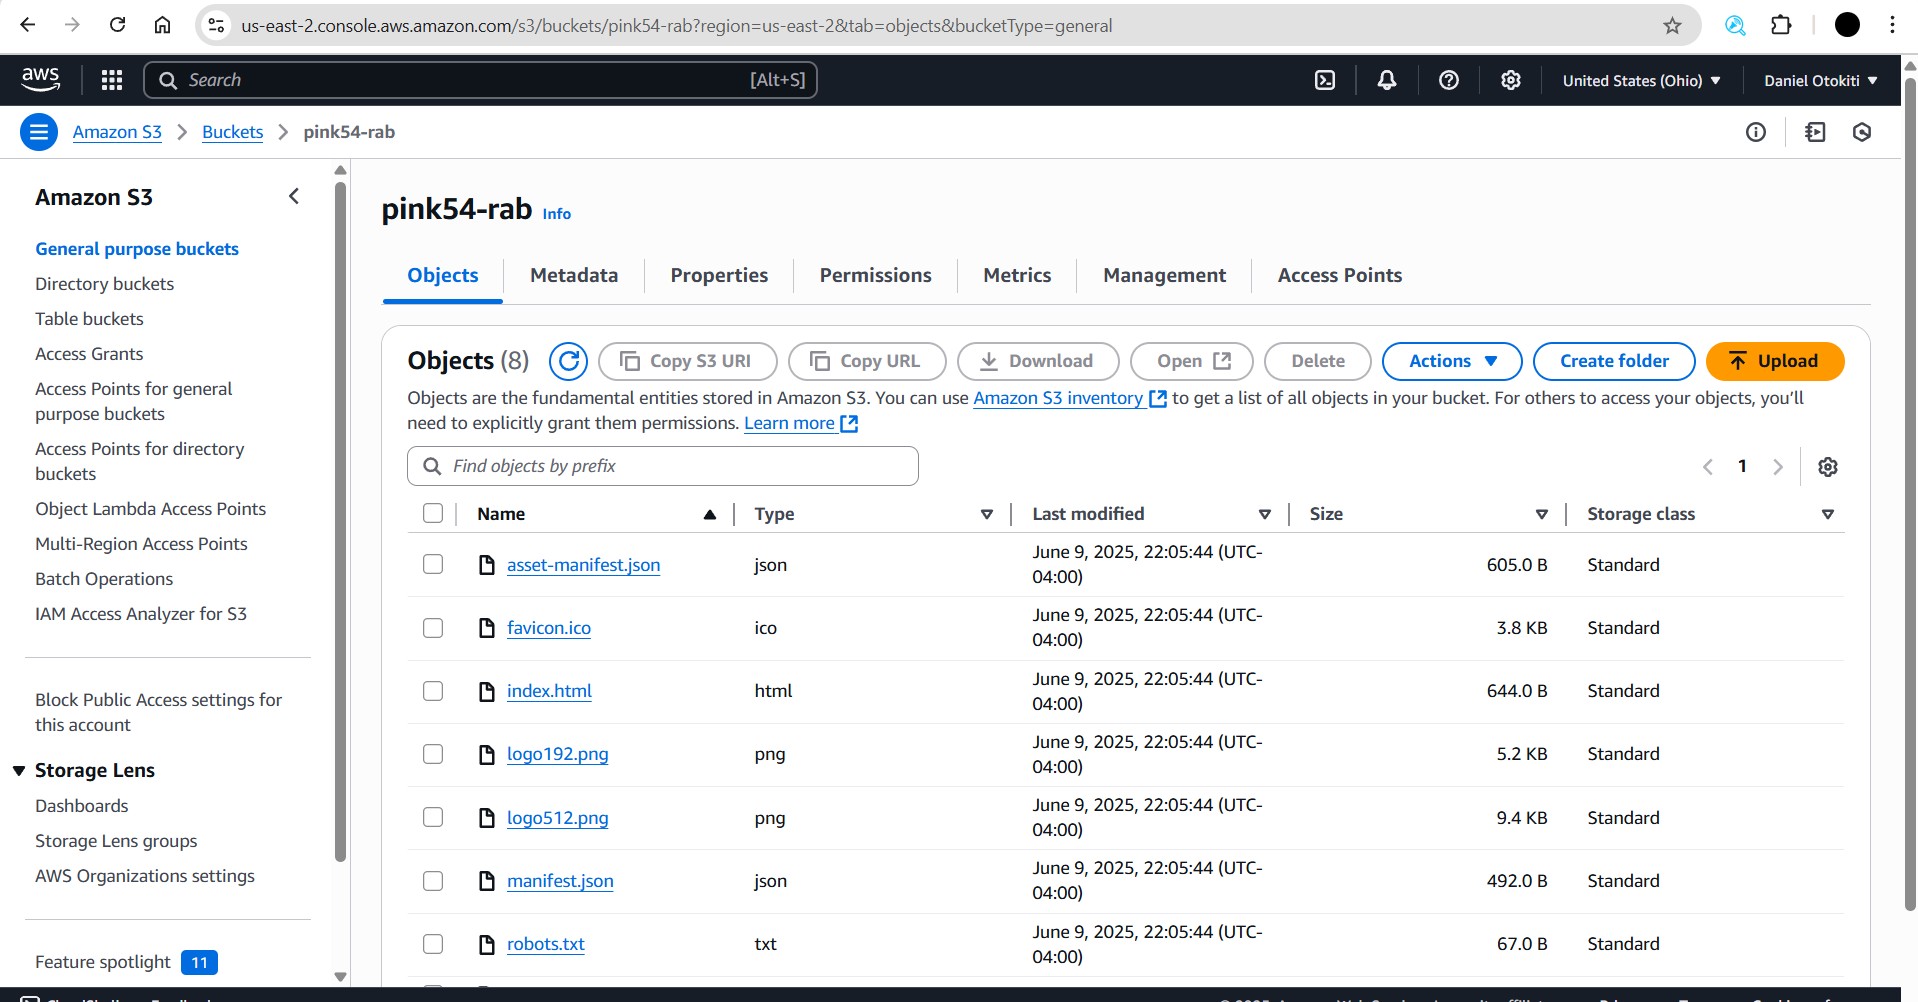 us-east-2.console.aws.amazon.com/s3/buckets/pink54-rab?region=us-east-2&tab=objects&bucketType=general
aws
Search
[Alt+S]
United States (Ohio)
Daniel Otokiti
Amazon S3
Buckets
pink54-rab
Amazon S3
General purpose buckets
Directory buckets
Table buckets
Access Grants
Access Points for general
purpose buckets
Access Points for directory
buckets
Object Lambda Access Points
Multi-Region Access Points
Batch Operations
IAM Access Analyzer for S3
Block Public Access settings for
this account
Storage Lens
Dashboards
Storage Lens groups
AWS Organizations settings
Feature spotlight 11
pink54-rab Info
Objects Metadata Properties Permissions Metrics Management Access Points
Objects (8) Copy S3 URI Copy URL Download Open Delete Actions Create folder Upload
Objects are the fundamental entities stored in Amazon S3. You can use Amazon S3 inventory to get a list of all objects in your bucket. For others to access your objects, you'll
need to explicitly grant them permissions. Learn more
Find objects by prefix
1
Name Type Last modified Size Storage class
asset-manifest.json json June 9, 2025, 22:05:44 (UTC-
04:00) 605.0 B Standard
favicon.ico ico June 9, 2025, 22:05:44 (UTC-
04:00) 3.8 KB Standard
index.html html June 9, 2025, 22:05:44 (UTC-
04:00) 644.0 B Standard
logo192.png png June 9, 2025, 22:05:44 (UTC-
04:00) 5.2 KB Standard
logo512.png png June 9, 2025, 22:05:44 (UTC-
04:00) 9.4 KB Standard
manifest.json json June 9, 2025, 22:05:44 (UTC-
04:00) 492.0 B Standard
robots.txt txt June 9, 2025, 22:05:44 (UTC-
04:00) 67.0 B Standard